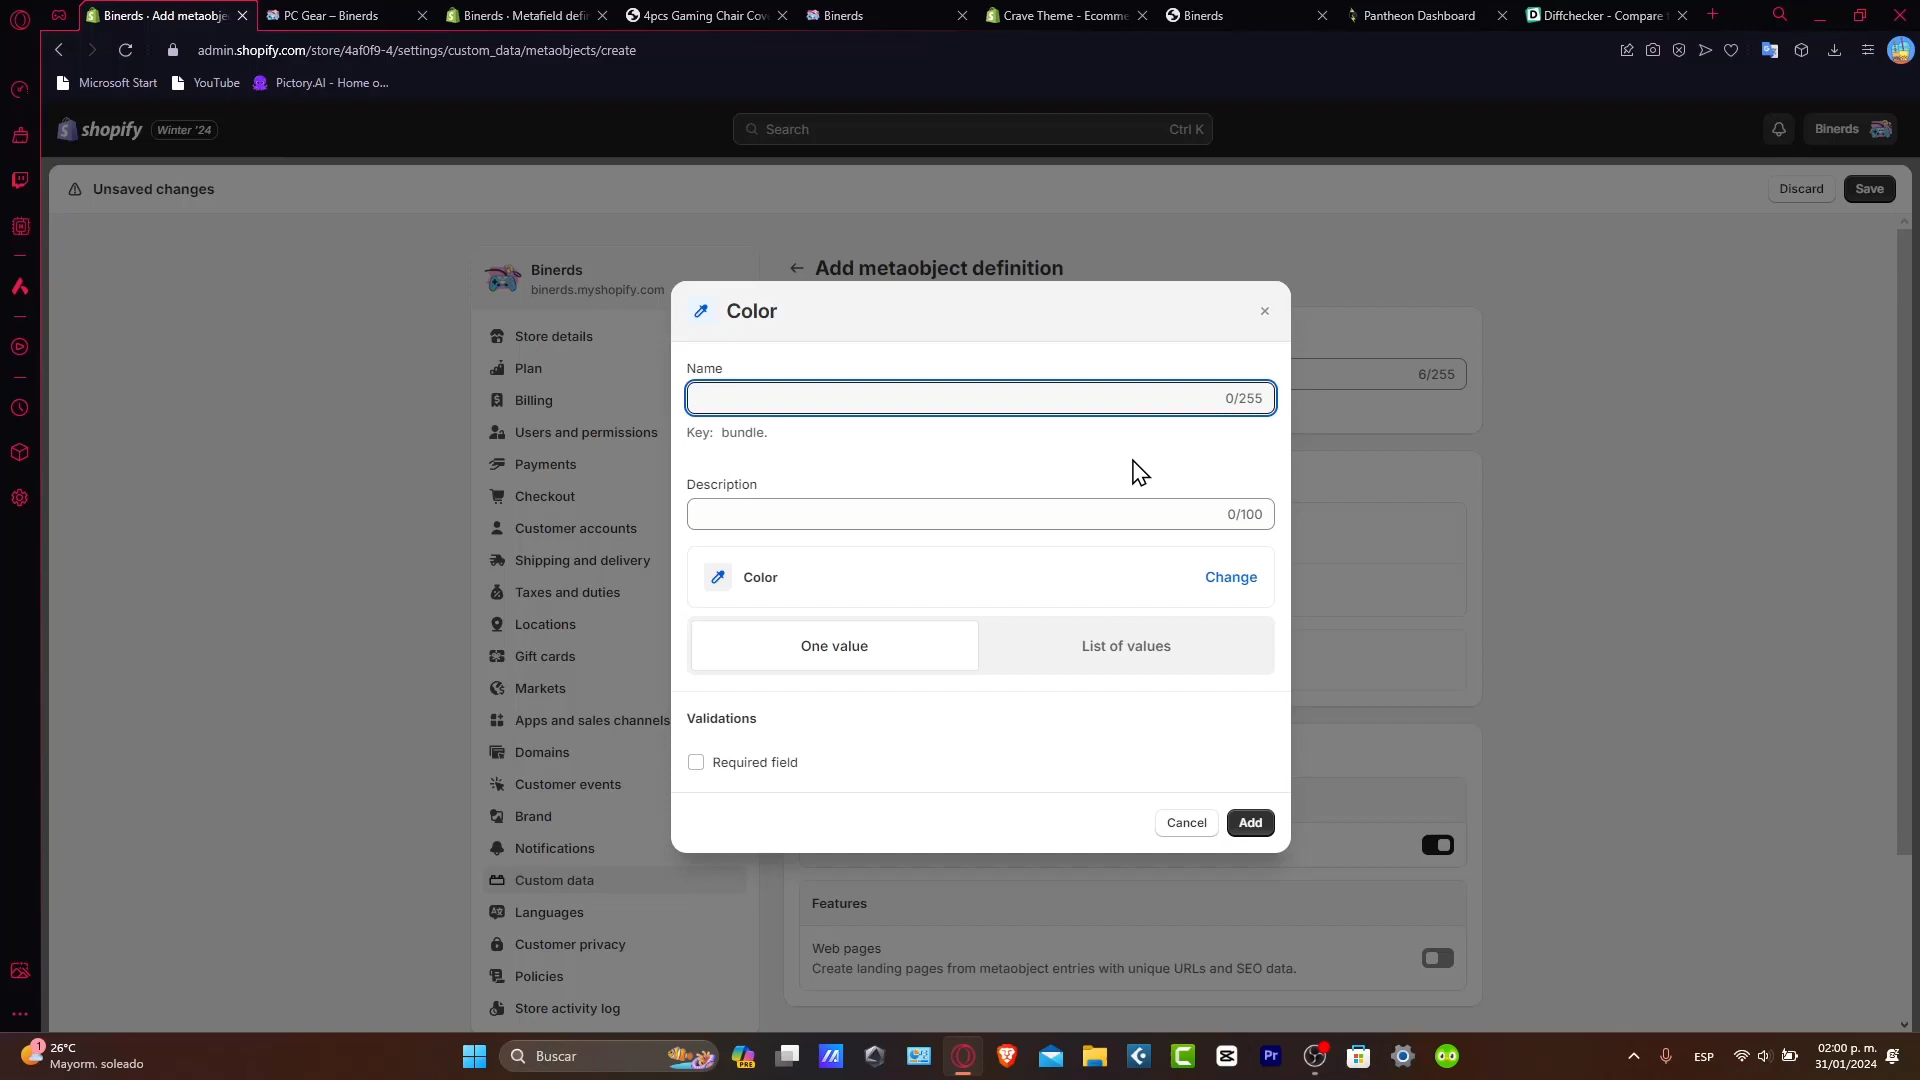 Binerds · Add metaobje
PC Gear – Binerds
Binerds · Metafield defin
4pcs Gaming Chair Cove
Binerds
Crave Theme - Ecomme
Binerds
Pantheon Dashboard
Diffchecker - Compare t
admin.shopify.com/store/4af0f9-4/settings/custom_data/metaobjects/create
Microsoft Start
YouTube
Pictory.AI - Home o...
shopify
Winter '24
Search
Ctrl K
Binerds
Unsaved changes
Discard
Save
Binerds
binerds.myshopify.com
Store details
Plan
Billing
Users and permissions
Payments
Checkout
Customer accounts
Shipping and delivery
Taxes and duties
Locations
Gift cards
Markets
Apps and sales channels
Domains
Customer events
Brand
Notifications
Custom data
Languages
Customer privacy
Policies
Store activity log
Add metaobject definition
6/255
Color
Name
0/255
Key: bundle.
Description
0/100
Color
Change
One value
List of values
Validations
Required field
Cancel
Add
Features
Web pages
Create landing pages from metaobject entries with unique URLs and SEO data.
1
26°C
Mayorm. soleado
Buscar
PRE
Pr
ESP
02:00 p. m.
31/01/2024